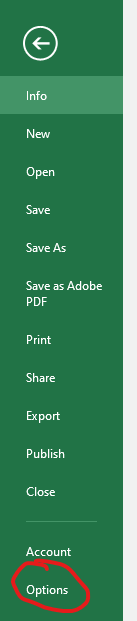 Info
New
Open
Save
Save As
Save as Adobe
PDF
Print
Share
Export
Publish
Close
Account
Options